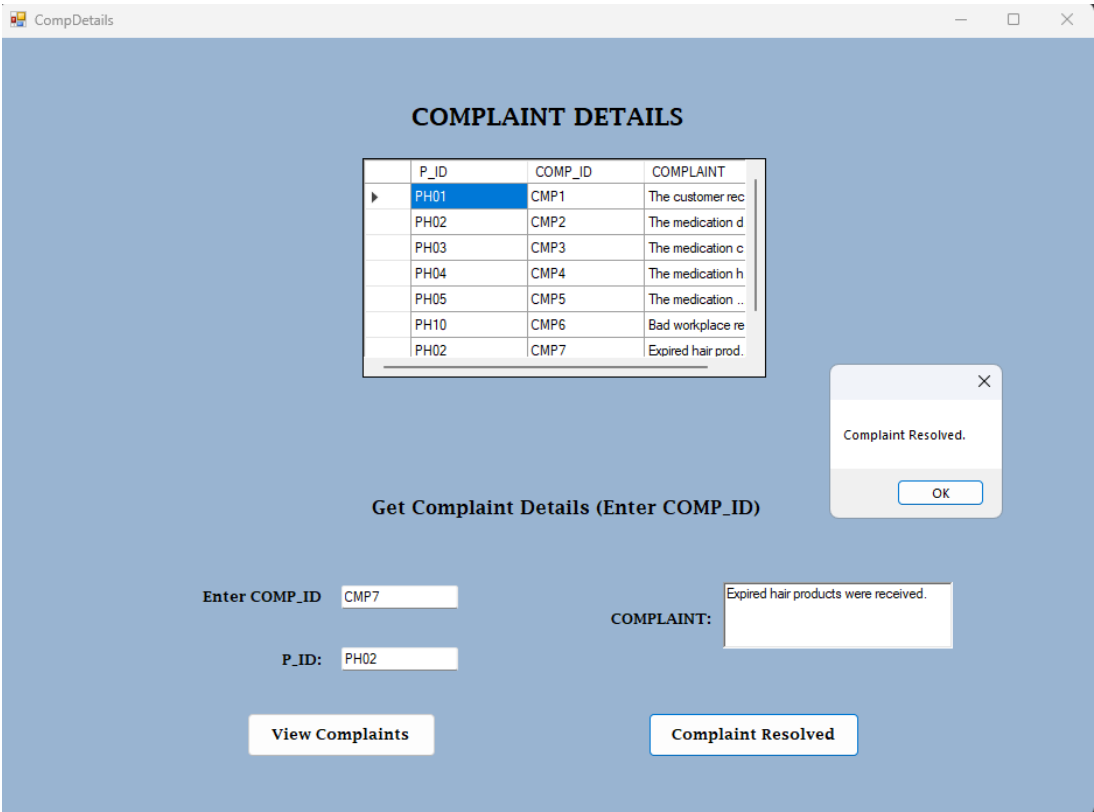 CompDetails
COMPLAINT DETAILS
P_ID COMP_ID COMPLAINT
PH01 CMP1 The customer rec
PH02 CMP2 The medication d
PH03 CMP3 The medication c
PH04 CMP4 The medication h
PH05 CMP5 The medication ..
PH10 CMP6 Bad workplace re
PH02 CMP7 Expired hair prod.
Complaint Resolved.
OK
Get Complaint Details (Enter COMP_ID)
Enter COMP_ID CMP7
COMPLAINT: Expired hair products were received.
P_ID: PH02
View Complaints
Complaint Resolved